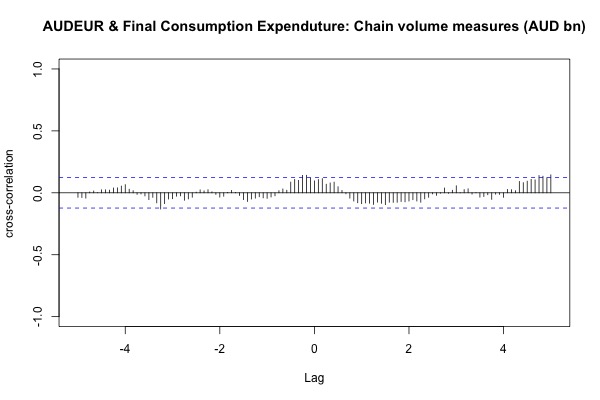 AUDEUR & Final Consumption Expenduture: Chain volume measures (AUD bn)
cross-correlation
1.0
0.5
0.0
-0.5
-1.0
-4 -2 0 2 4
Lag